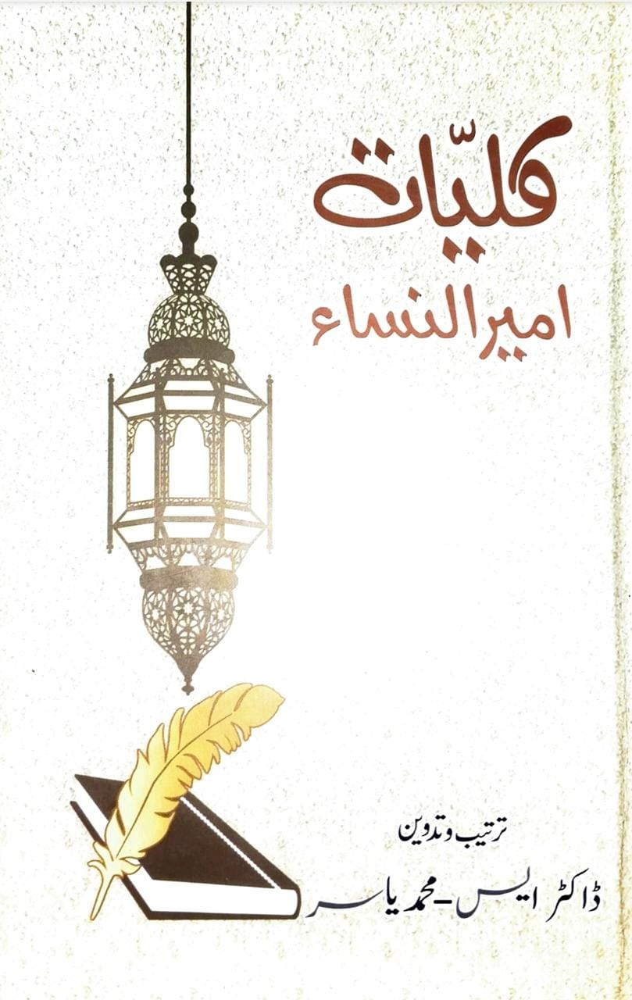 کلیّات
امیر النساء
ترتیب و تدوین
ڈاکٹر ایس۔محمد یاسر